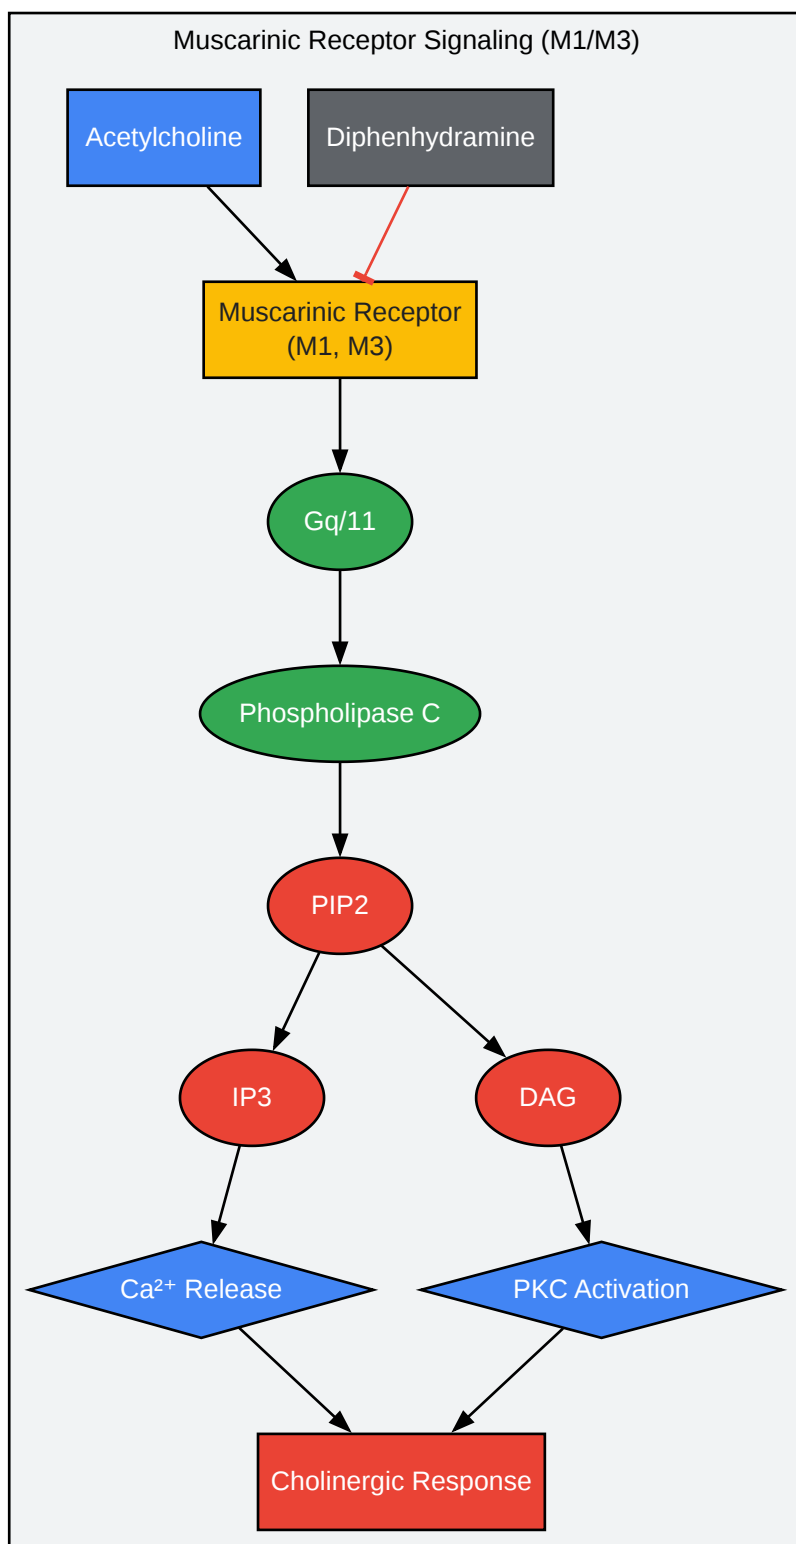 Muscarinic Receptor Signaling (M1/M3)
Acetylcholine
Diphenhydramine
Muscarinic Receptor
(M1, M3)
Gq/11
Phospholipase C
PIP2
IP3
DAG
Ca²⁺ Release
PKC Activation
Cholinergic Response